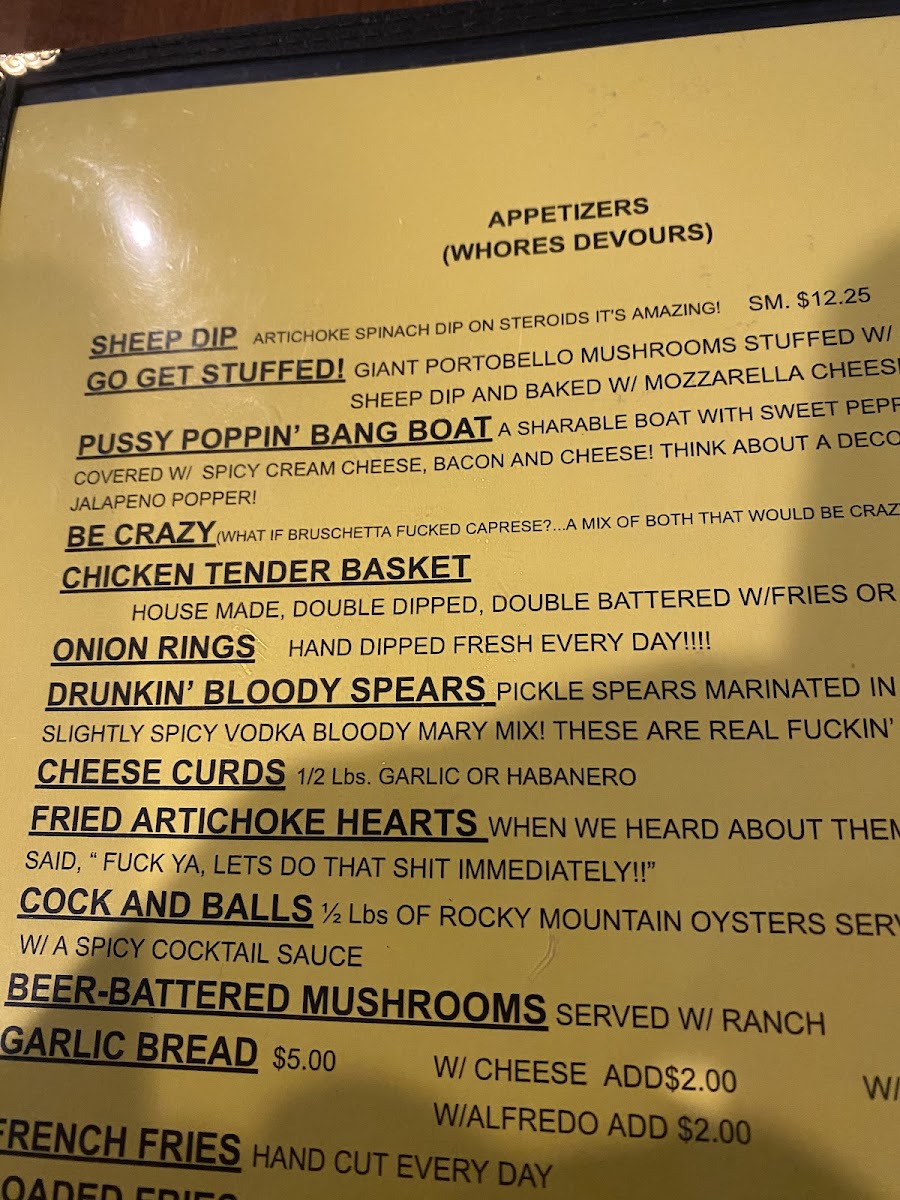 APPETIZERS
(WHORES DEVOURS)
SHEEP DIP ARTICHOKE SPINACH DIP ON STEROIDS IT'S AMAZING! SM. $12.25
GO GET STUFFED! GIANT PORTOBELLO MUSHROOMS STUFFED W/
SHEEP DIP AND BAKED W/ MOZZARELLA
PUSSY POPPIN' BANG BOAT A SHARABLE BOAT WITH SWEET
COVERED W/ SPICY CREAM CHEESE, BACON AND CHEESE! THINK ABOUT A
JALAPENO POPPER!
BE CRAZY (WHAT IF BRUSCHETTA FUCKED CAPRESE?...A MIX OF BOTH THAT WOULD BE
CHICKEN TENDER BASKET
HOUSE MADE, DOUBLE DIPPED, DOUBLE BATTERED W/FRIES OR
ONION RINGS HAND DIPPED FRESH EVERY DAY!!!!
DRUNKIN' BLOODY SPEARS PICKLE SPEARS MARINATED IN
SLIGHTLY SPICY VODKA BLOODY MARY MIX! THESE ARE REAL FUCKIN'
CHEESE CURDS 1/2 Lbs. GARLIC OR HABANERO
FRIED ARTICHOKE HEARTS WHEN WE HEARD ABOUT
SAID, “ FUCK YA, LETS DO THAT SHIT IMMEDIATELY!!”
COCK AND BALLS ½ Lbs OF ROCKY MOUNTAIN OYSTERS
W/ A SPICY COCKTAIL SAUCE
BEER-BATTERED MUSHROOMS SERVED W/ RANCH
GARLIC BREAD $5.00 W/ CHEESE ADD$2.00 W/
W/ALFREDO ADD $2.00
FRENCH FRIES HAND CUT EVERY DAY